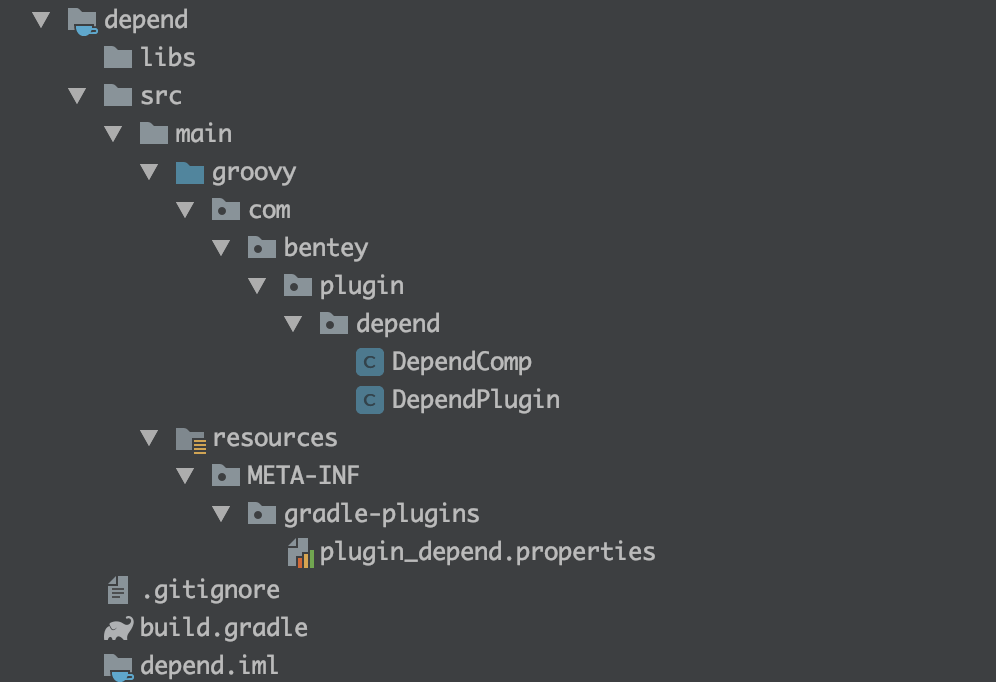 depend
libs
src
main
groovy
com
bentey
plugin
depend
C DependComp
C DependPlugin
resources
META-INF
gradle-plugins
plugin_depend.properties
.gitignore
build.gradle
depend.iml